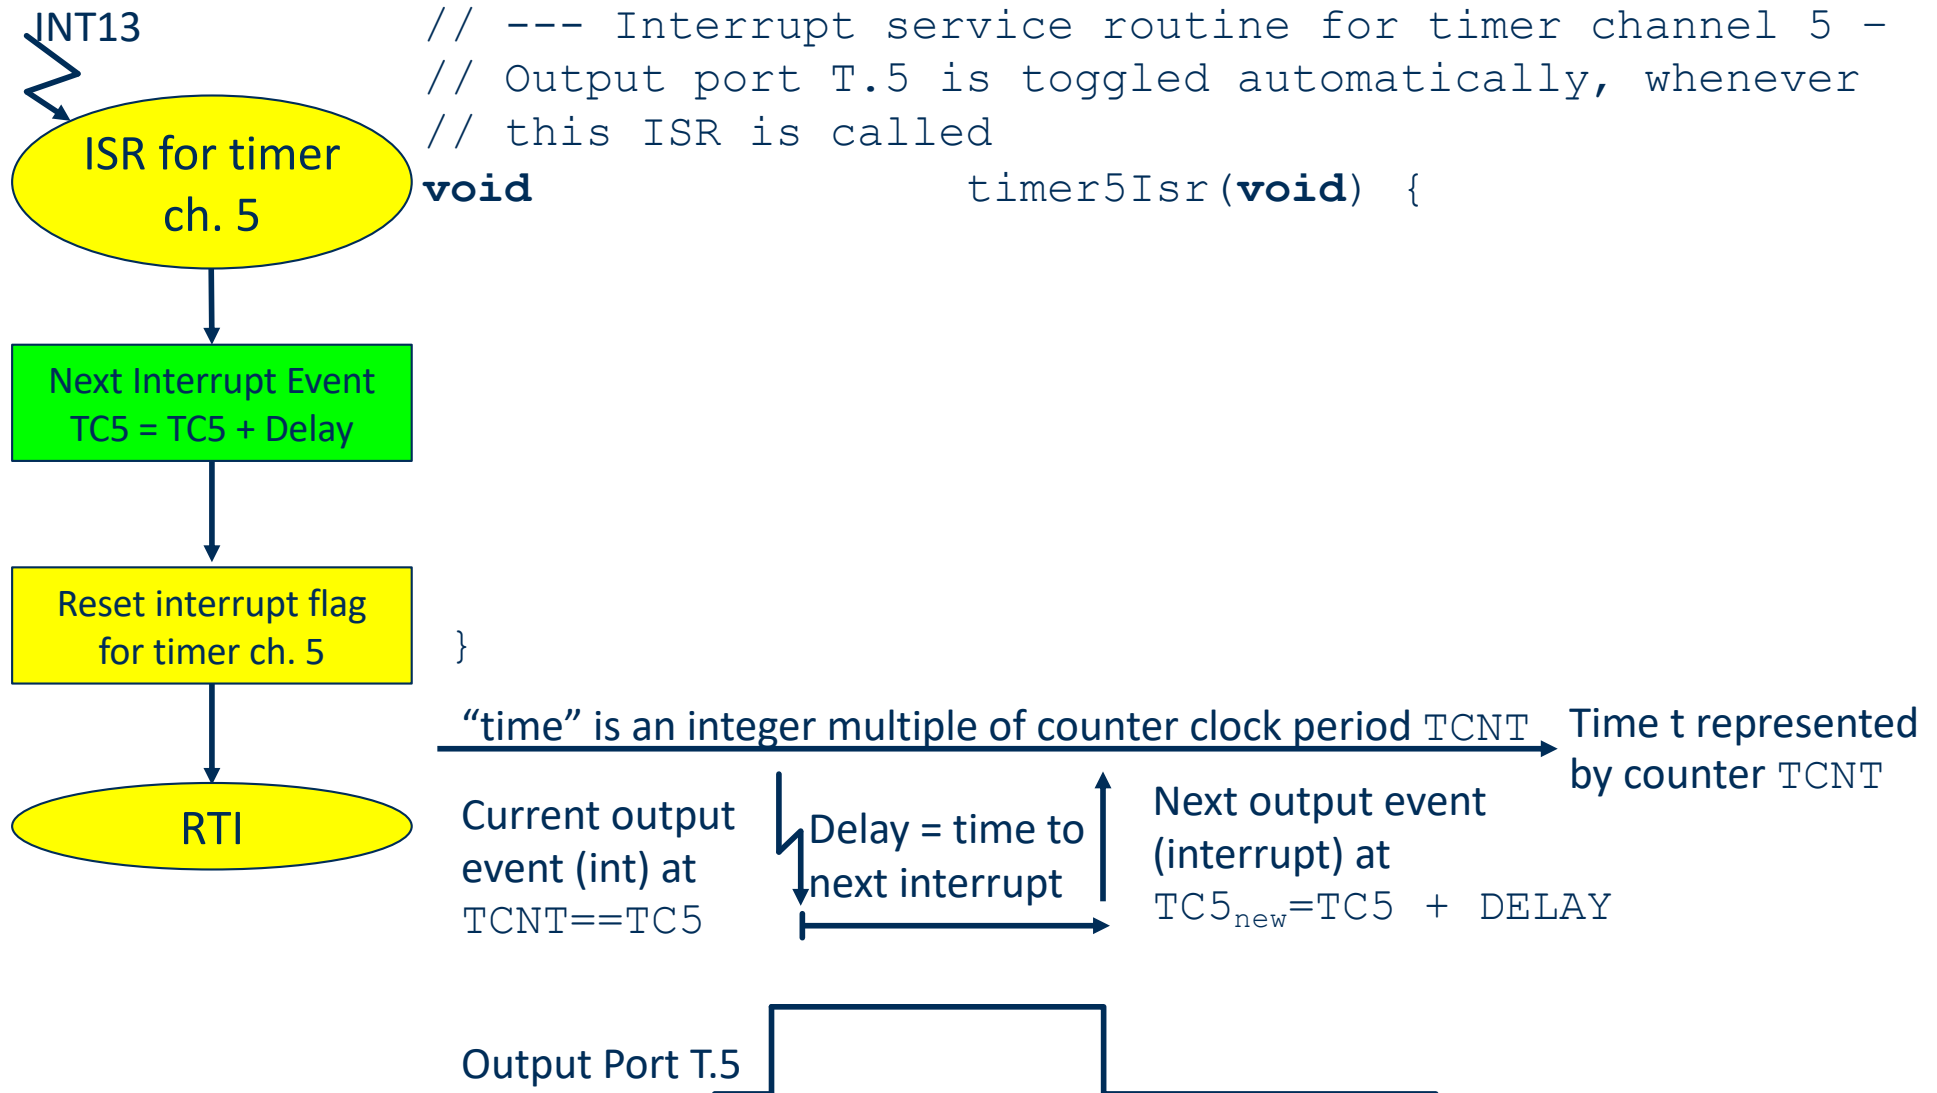 INT13
ISR for timer
ch. 5
Next Interrupt Event
TC5 = TC5 + Delay
Reset interrupt flag
for timer ch. 5
RTI
// --- Interrupt service routine for timer channel 5 –
// Output port T.5 is toggled automatically, whenever
// this ISR is called
void timer5Isr(void) {
}
“time” is an integer multiple of counter clock period TCNT
Time t represented
by counter TCNT
Current output
event (int) at
TCNT==TC5
Delay = time to
next interrupt
Next output event
(interrupt) at
TC5new=TC5 + DELAY
Output Port T.5